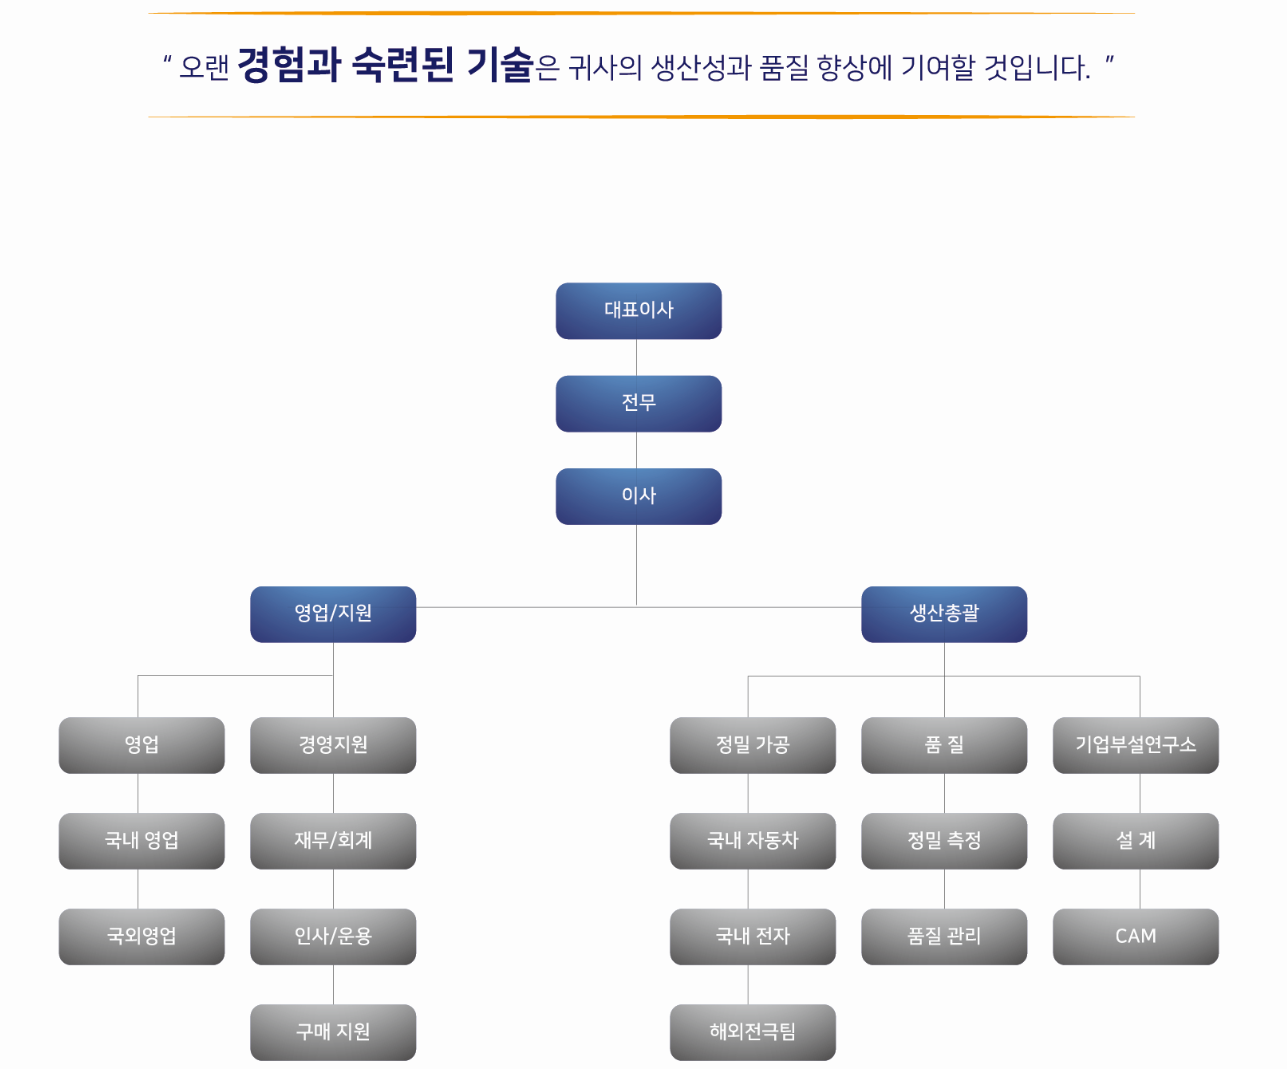 “ 오랜 경험과 숙련된 기술은 귀사의 생산성과 품질 향상에 기여할 것입니다. ”
대표이사
전무
이사
영업/지원
생산총괄
영업
경영지원
정밀 가공
품 질
기업부설연구소
국내 영업
재무/회계
국내 자동차
정밀 측정
설 계
국외영업
인사/운용
국내 전자
품질 관리
CAM
구매 지원
해외전극팀